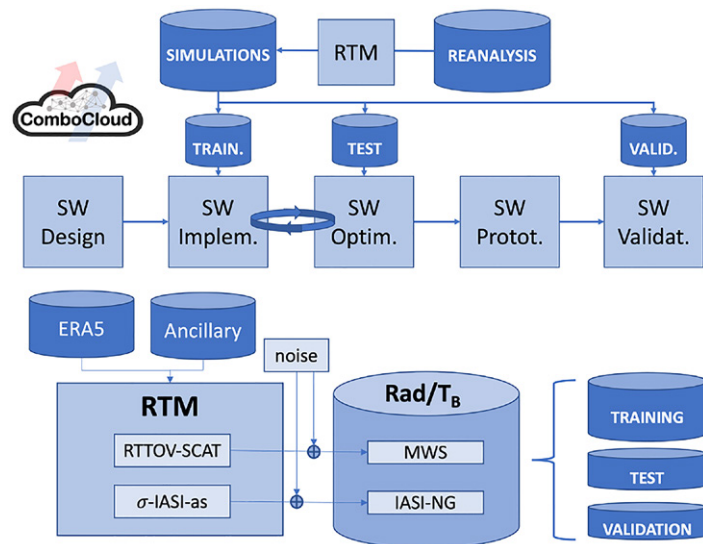 SIMULATIONS
RTM
REANALYSIS
ComboCloud
TRAIN.
TEST
VALID.
SW
Design
SW
Implem.
SW
Optim.
SW
Protot.
SW
Validat.
ERA5
Ancillary
noise
RTM
Rad/T_B
RTTOV-SCAT
MWS
σ-IASI-as
IASI-NG
TRAINING
TEST
VALIDATION